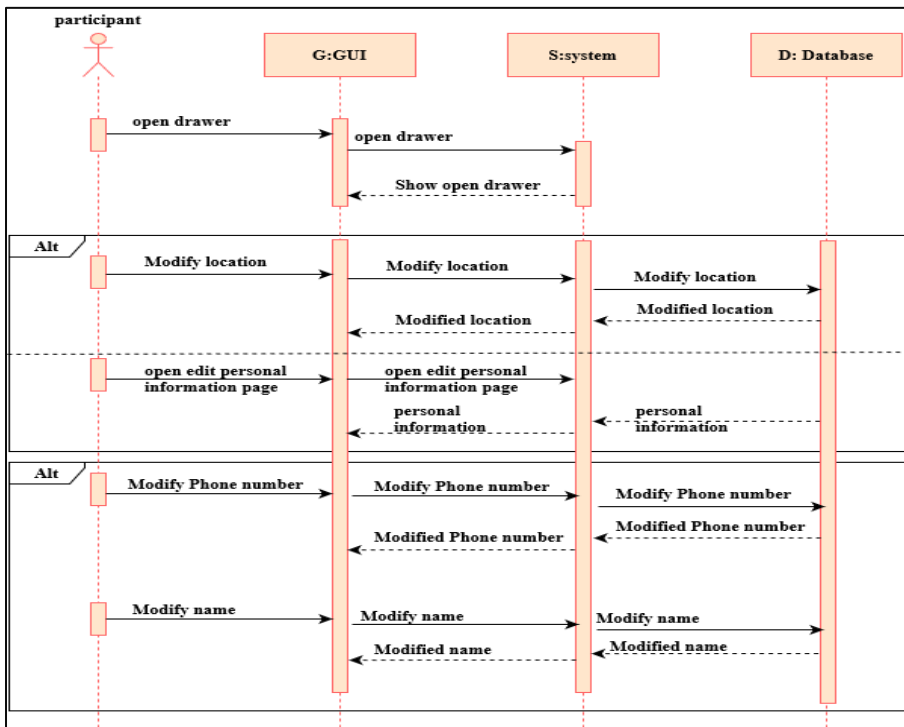 participant
G:GUI
S:system
D: Database
open drawer
open drawer
Show open drawer
Alt
Modify location
Modify location
Modify location
Modified location
Modified location
open edit personal
information page
open edit personal
information page
personal
information
personal
information
Alt
Modify Phone number
Modify Phone number
Modify Phone number
Modified Phone number
Modified Phone number
Modify name
Modify name
Modify name
Modified name
Modified name